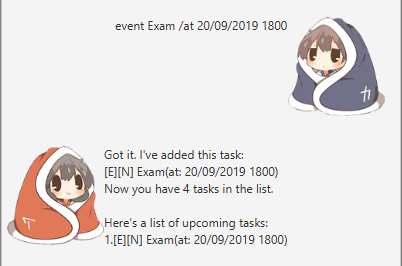 event Exam /at 20/09/2019 1800
カ
Got it. I've added this task:
[E][N] Exam(at: 20/09/2019 1800)
Now you have 4 tasks in the list.
Here's a list of upcoming tasks:
1.[E][N] Exam(at: 20/09/2019 1800)